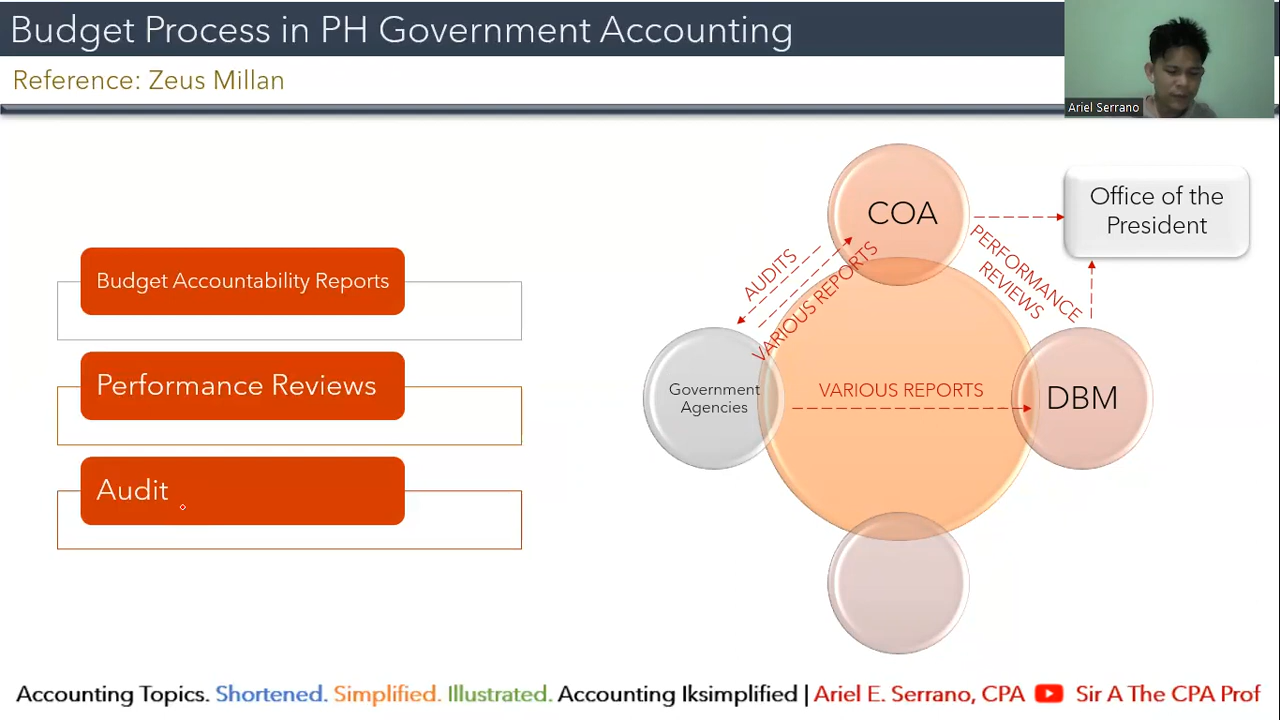 Budget Process in PH Government Accounting
Reference: Zeus Millan
Ariel Serrano
Budget Accountability Reports
Performance Reviews
Audit
COA
Office of the
President
AUDITS
VARIOUS REPORTS
PERFORMANCE
REVIEWS
Government
Agencies
VARIOUS REPORTS
DBM
Accounting Topics. Shortened. Simplified. Illustrated. Accounting Iksimplified | Ariel E. Serrano, CPA Sir A The CPA Prof